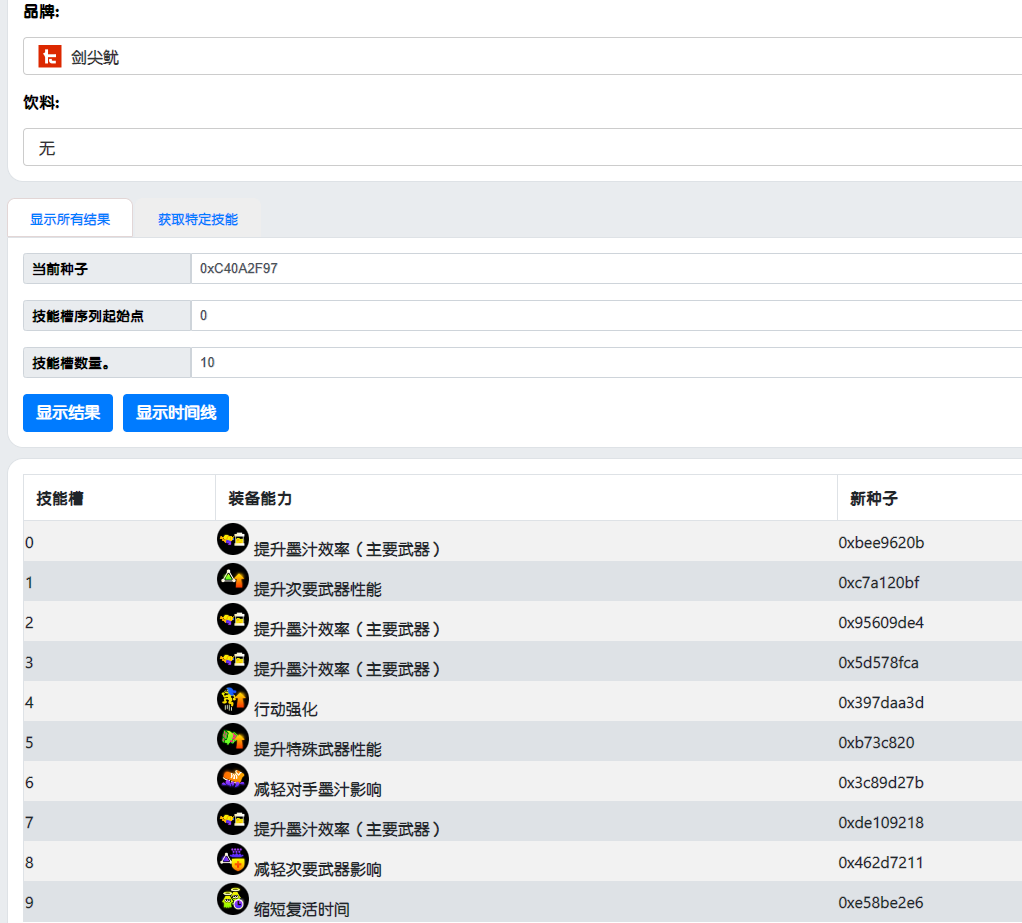 品牌:
剑尖鱿
饮料:
无
显示所有结果 获取特定技能
当前种子 0xC40A2F97
技能槽序列起始点 0
技能槽数量。 10
显示结果 显示时间线
技能槽 装备能力 新种子
0 提升墨汁效率（主要武器） 0xbee9620b
1 提升次要武器性能 0xc7a120bf
2 提升墨汁效率（主要武器） 0x95609de4
3 提升墨汁效率（主要武器） 0x5d578fca
4 行动强化 0x397daa3d
5 提升特殊武器性能 0xb73c820
6 减轻对手墨汁影响 0x3c89d27b
7 提升墨汁效率（主要武器） 0xde109218
8 减轻次要武器影响 0x462d7211
9 缩短复活时间 0xe58be2e6